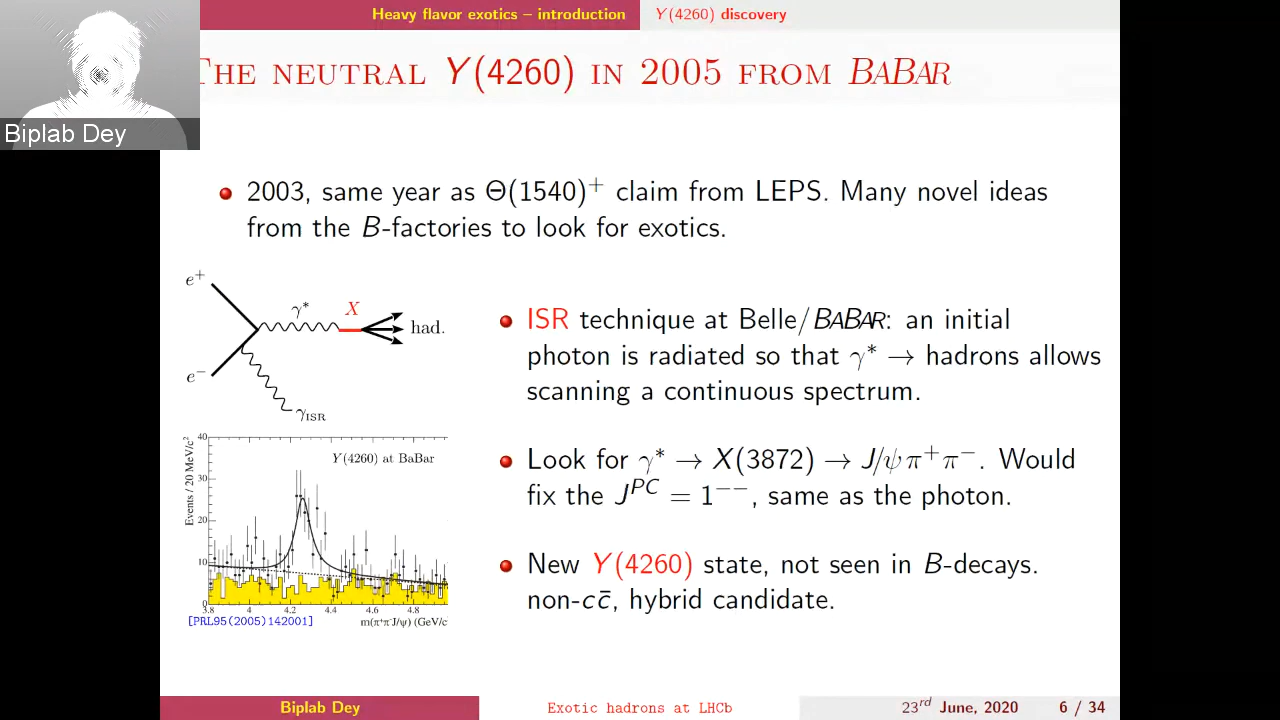 Heavy flavor exotics – introduction Y(4260) discovery
THE NEUTRAL Y(4260) IN 2005 FROM BABAR
Biplab Dey
2003, same year as Θ(1540)⁺ claim from LEPS. Many novel ideas
from the B-factories to look for exotics.
e⁺
γ* X
had.
e⁻
γISR
ISR technique at Belle/BABAR: an initial
photon is radiated so that γ* → hadrons allows
scanning a continuous spectrum.
Look for γ* → X(3872) → J/ψ π⁺π⁻. Would
fix the J^PC = 1⁻⁻, same as the photon.
New Y(4260) state, not seen in B-decays.
non-cc̄, hybrid candidate.
Y(4260) at BaBar
Events / 20 MeV/c²
40
30
20
10
0
3.8 4 4.2 4.4 4.6 4.8
m(π⁺π⁻J/ψ) (GeV/c
[PRL95(2005)142001]
Biplab Dey Exotic hadrons at LHCb 23rd June, 2020 6 / 34